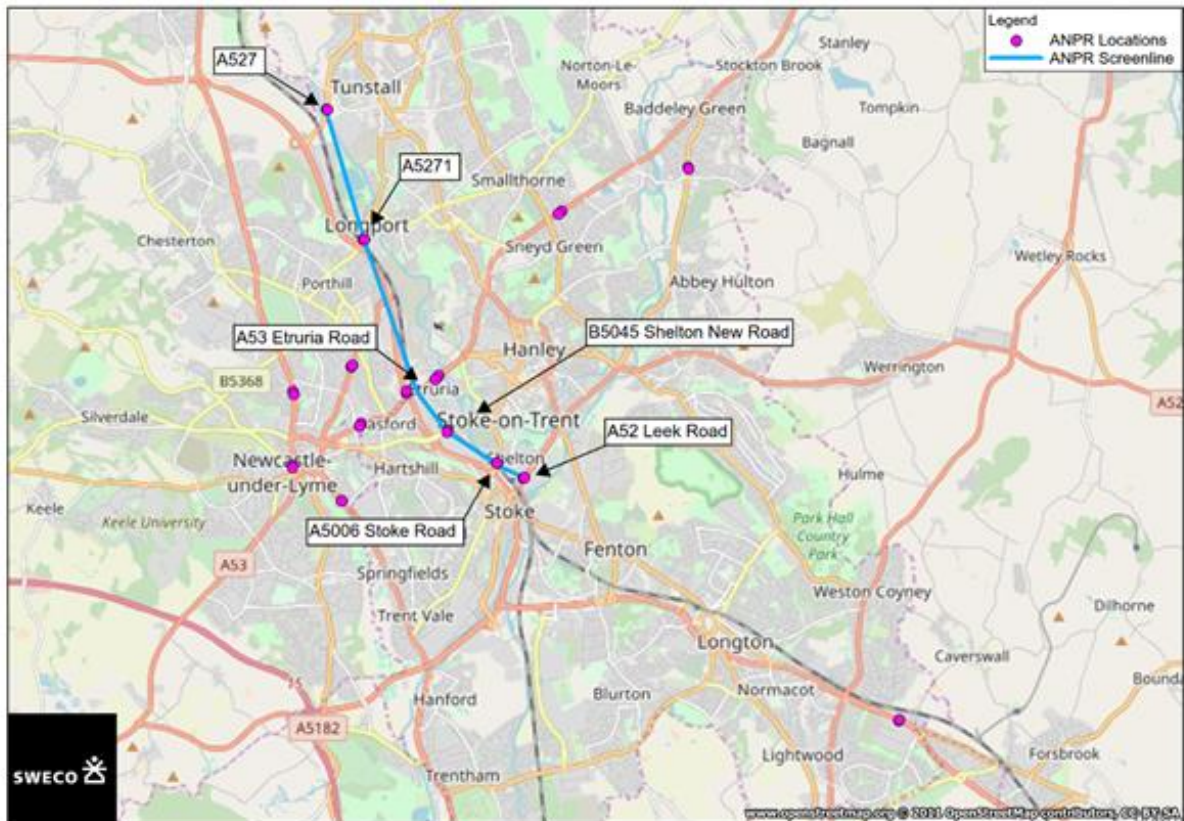 Legend
ANPR Locations
ANPR Screenline
Stanley
A527
Norton-Le-
Moors
Stockton Brook
Tunstall
Baddeley Green
Tompkin
Bagnall
A5271
Smallthorne
Longport
Chesterton
Sneyd Green
Wetley Rocks
Porthill
Abbey Hulton
A53 Etruria Road
B5045 Shelton New Road
Hanley
Werrington
B5368
Etruria
A52
Silverdale
Stoke-on-Trent
Basford
A52 Leek Road
Newcastle-
under-Lyme
Hartshill
Shelton
Hulme
Keele
Keele University
Stoke
A5006 Stoke Road
Park Hall
Country
Park
Fenton
A53
Springfields
Weston Coyney
Dilhorne
Trent Vale
Longton
Caverswall
Hanford
Blurton
Normacot
Bounda
A5182
SWECO
Lightwood
Forsbrook
Trentham
www.openstreetmap.org © 2021 OpenStreetMap contributors, CC-BY-SA